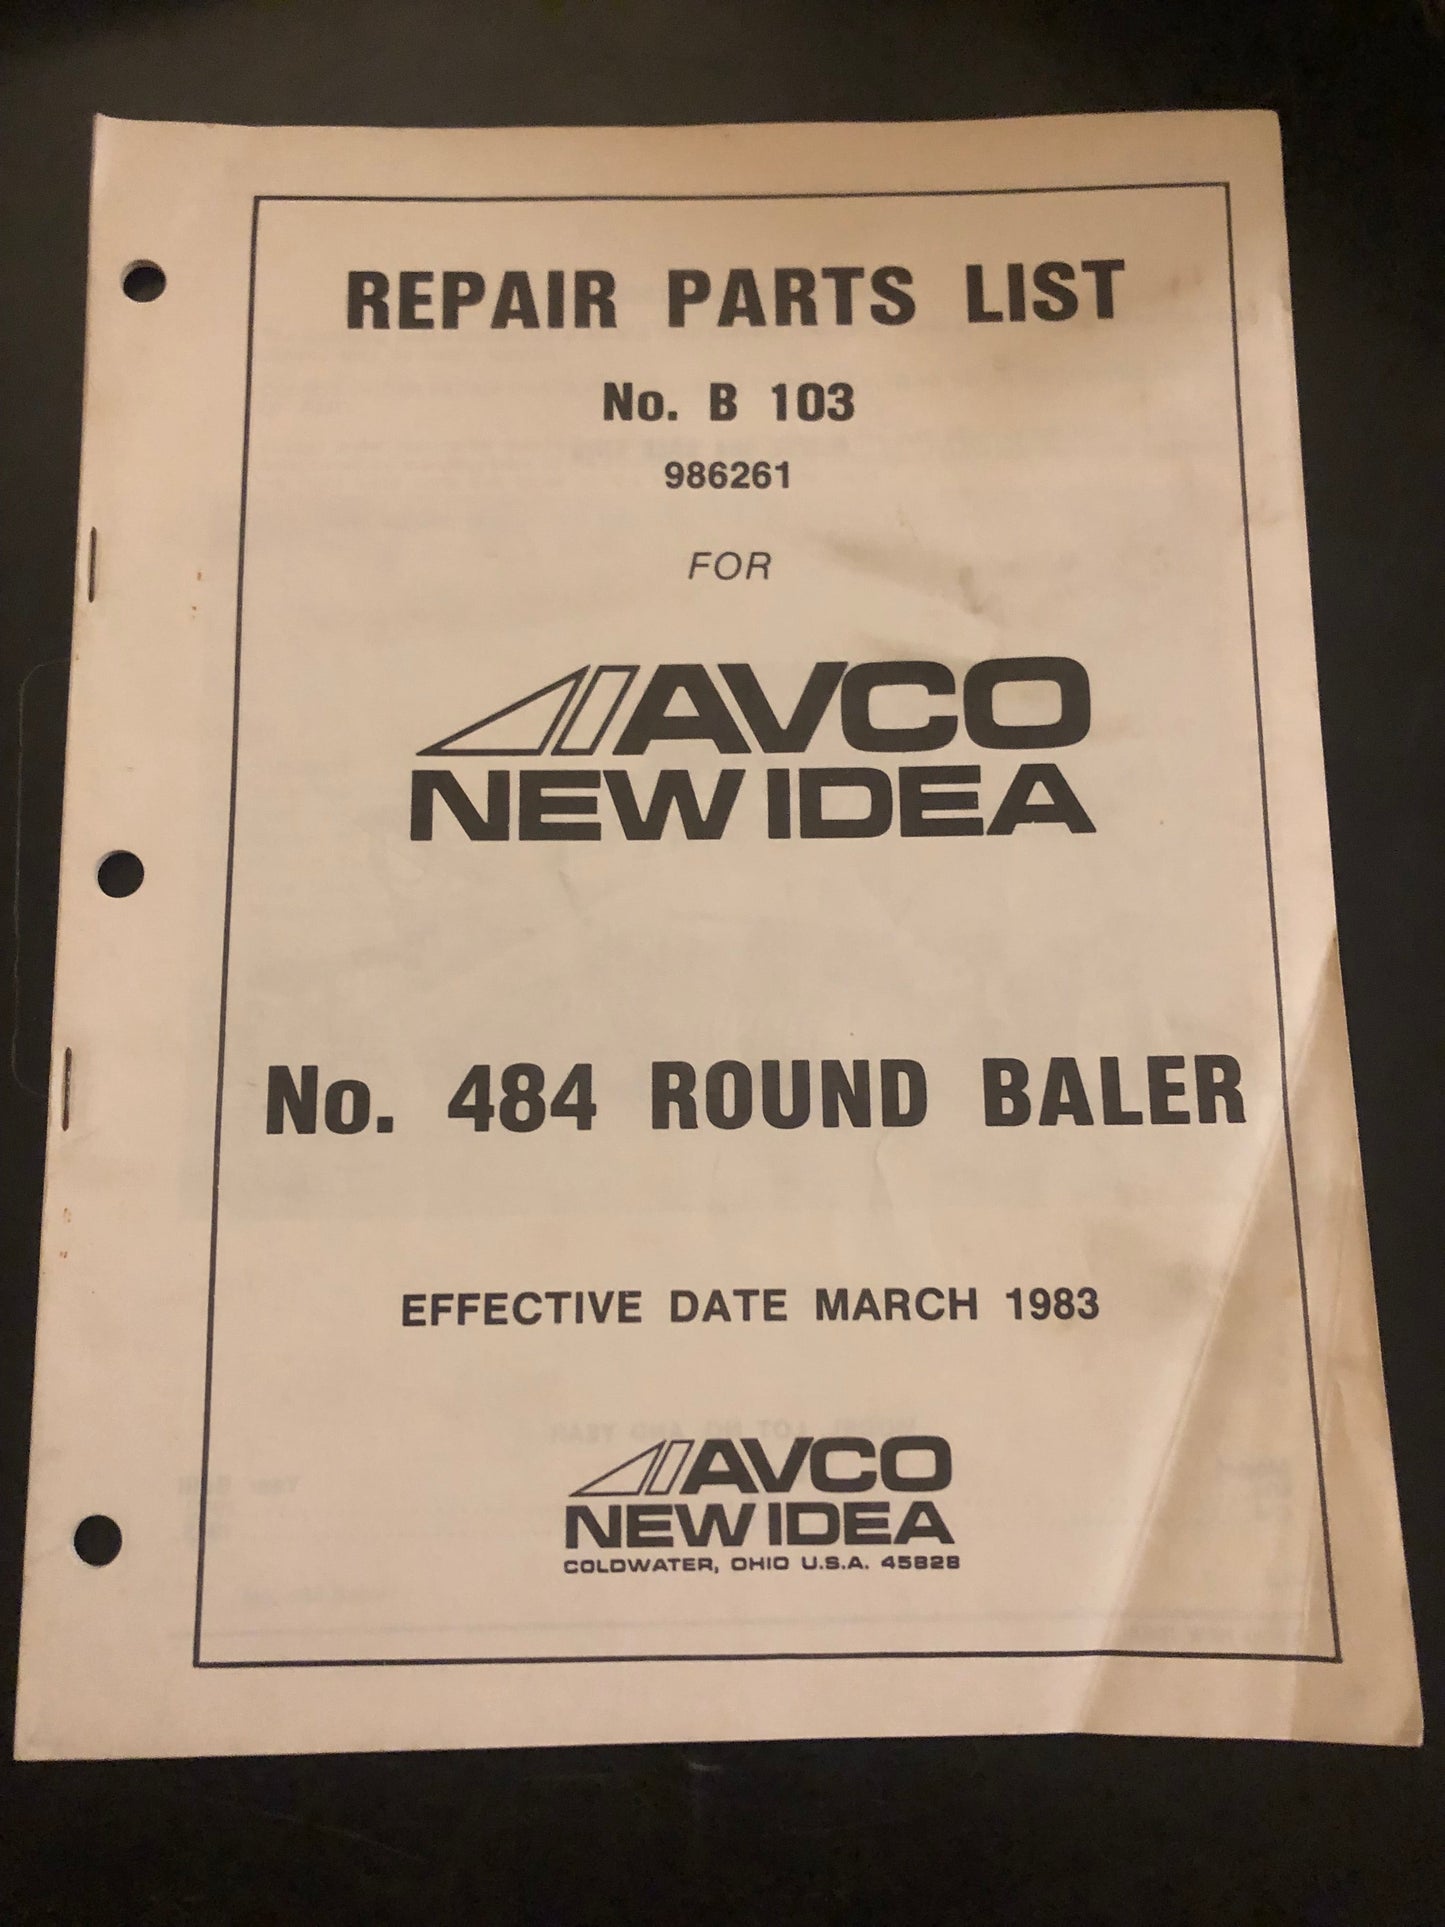 REPAIR PARTS LIST
No. B 103
986261
FOR
AVCO
NEW IDEA
No. 484 ROUND BALER
EFFECTIVE DATE MARCH 1983
AVCO
NEW IDEA
COLDWATER, OHIO U.S.A. 45828